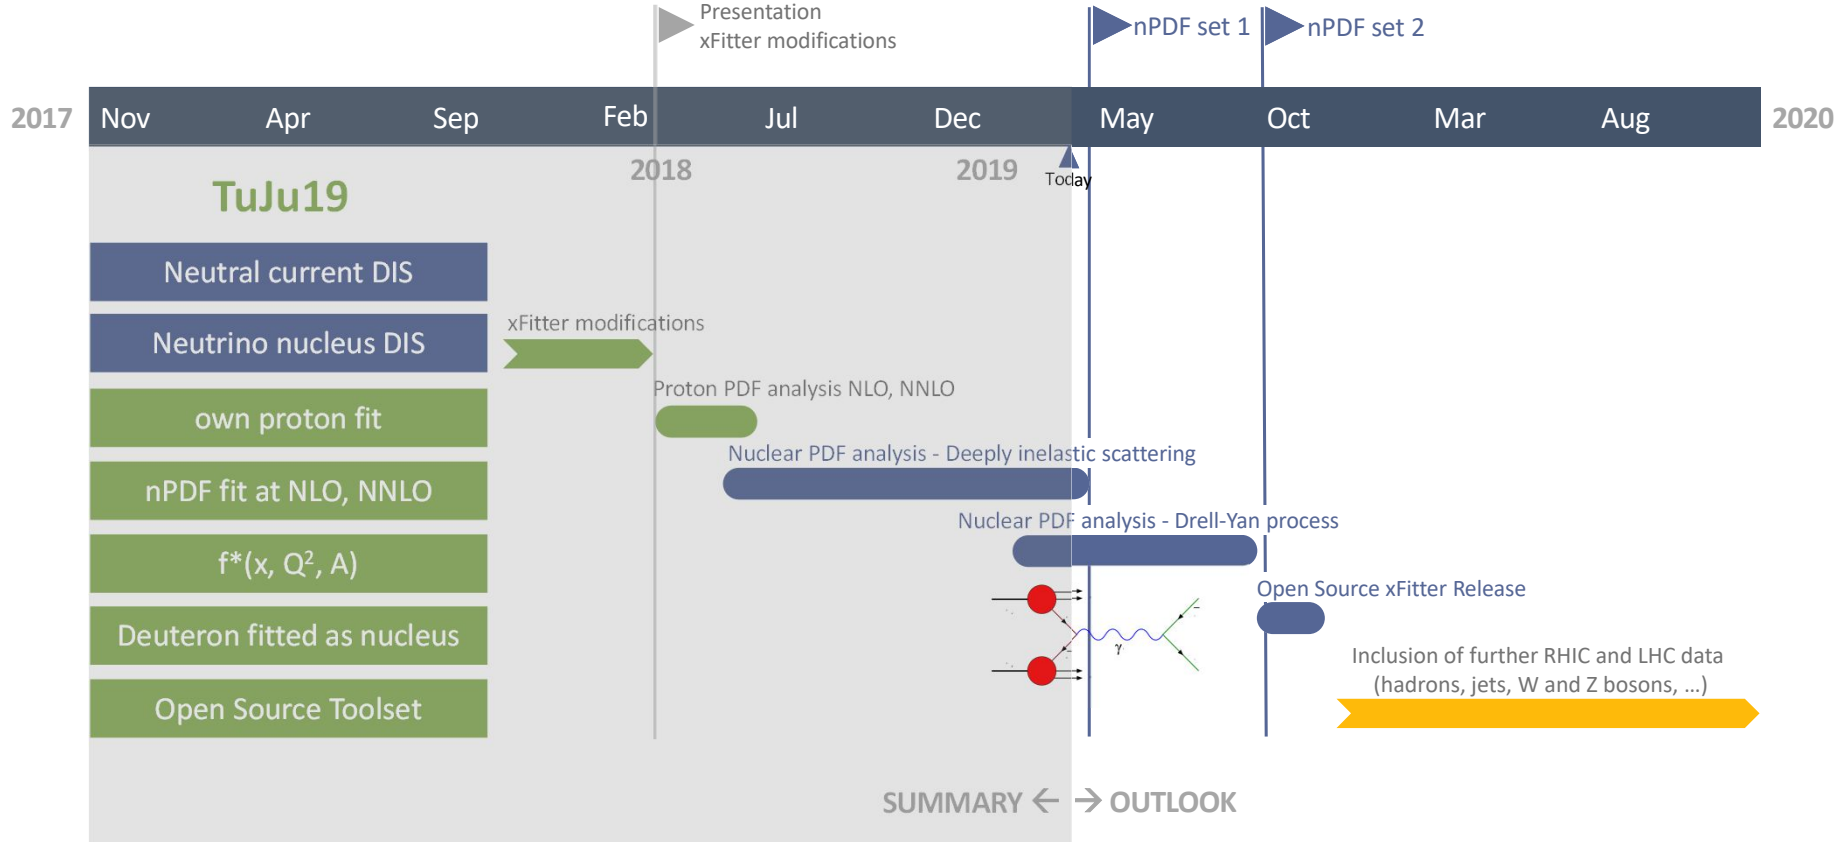 Presentation
xFitter modifications
nPDF set 1
nPDF set 2
2017
Nov
Apr
Sep
Feb
Jul
Dec
May
Oct
Mar
Aug
2020
2018
2019
Today
TuJu19
Neutral current DIS
Neutrino nucleus DIS
xFitter modifications
own proton fit
Proton PDF analysis NLO, NNLO
nPDF fit at NLO, NNLO
Nuclear PDF analysis - Deeply inelastic scattering
f*(x, Q², A)
Nuclear PDF analysis - Drell-Yan process
Deuteron fitted as nucleus
γ
Open Source xFitter Release
Open Source Toolset
Inclusion of further RHIC and LHC data
(hadrons, jets, W and Z bosons, ...)
SUMMARY ← → OUTLOOK